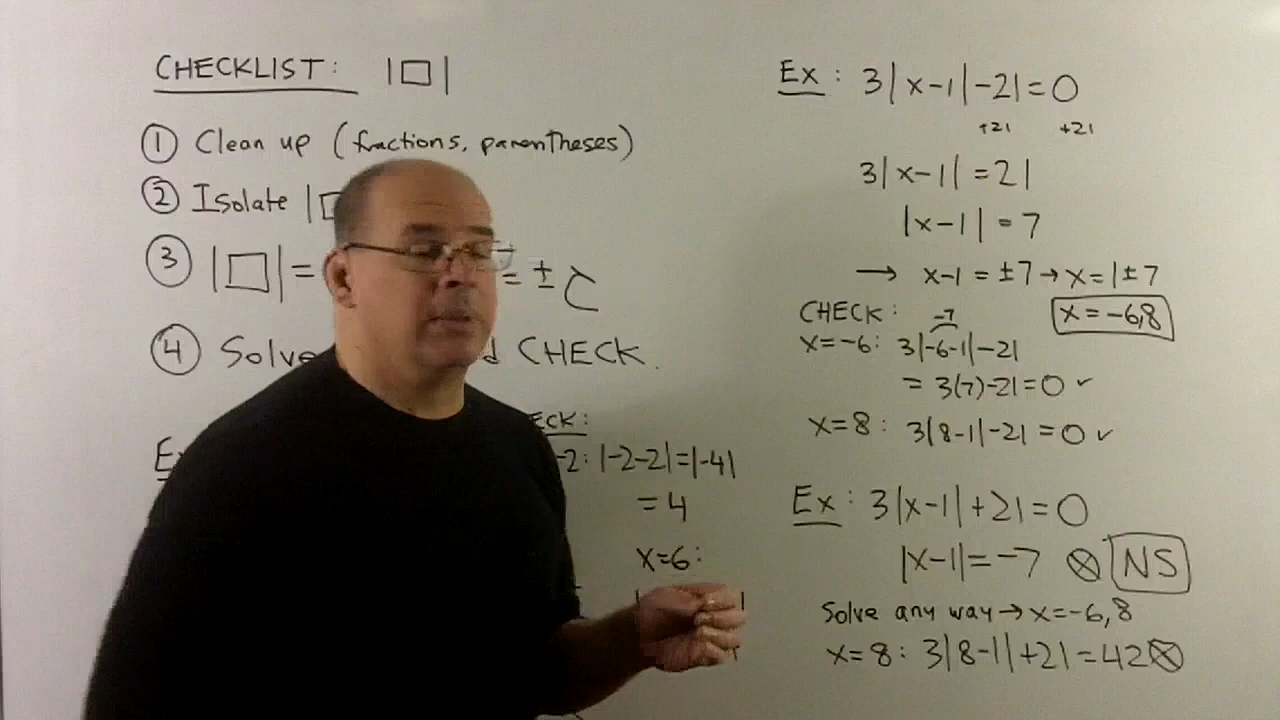 CHECKLIST: |□|
① Clean up (fractions, parentheses)
② Isolate |
③ |□| = = ± C
④ Solve CHECK.
CHECK:
-2: |-2-2|=|-4|
= 4
x=6:
Ex: 3|x-1|-21=0
+21 +21
3|x-1|=21
|x-1|=7
→ x-1=±7→x=1±7
x=-6,8
CHECK: -7
x=-6: 3|-6-1|-21
= 3(7)-21=0 ✓
x=8: 3|8-1|-21=0 ✓
Ex: 3|x-1|+21=0
|x-1|=-7 ⊗ NS
Solve any way→x=-6,8
x=8: 3|8-1|+21=42⊗